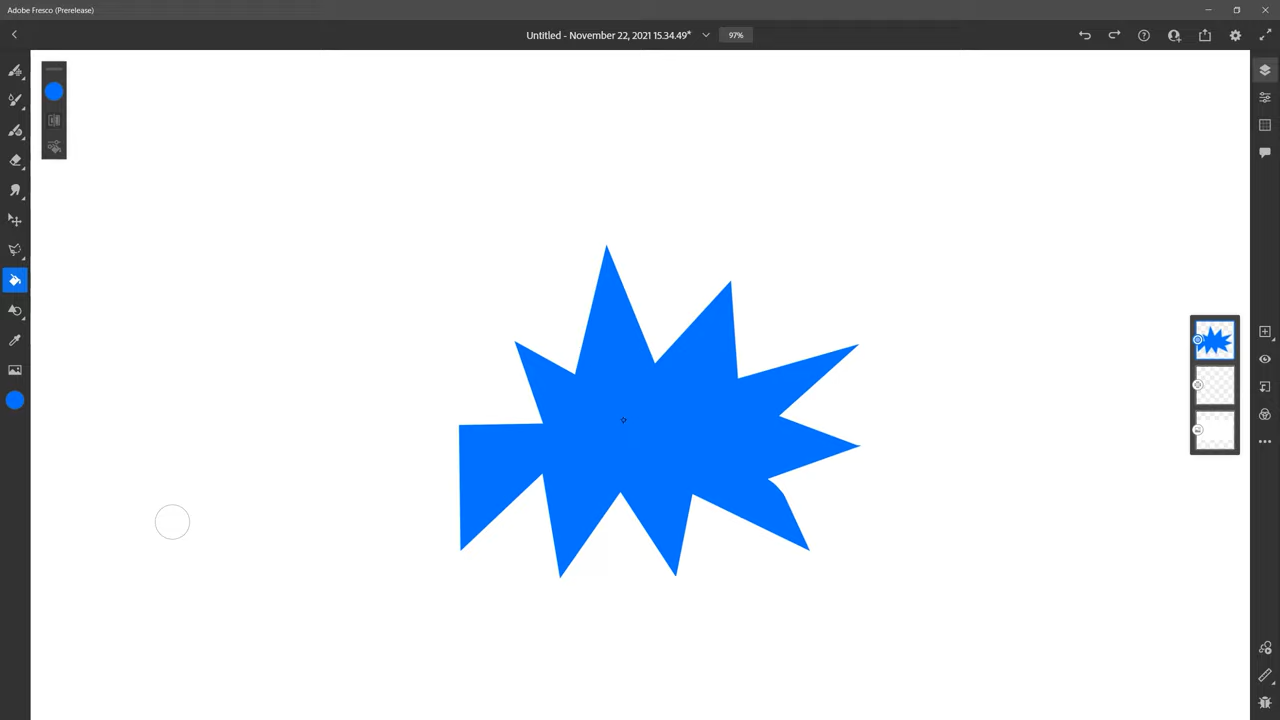 Adobe Fresco (Prerelease)
Untitled - November 22, 2021 15.34.49*
97%